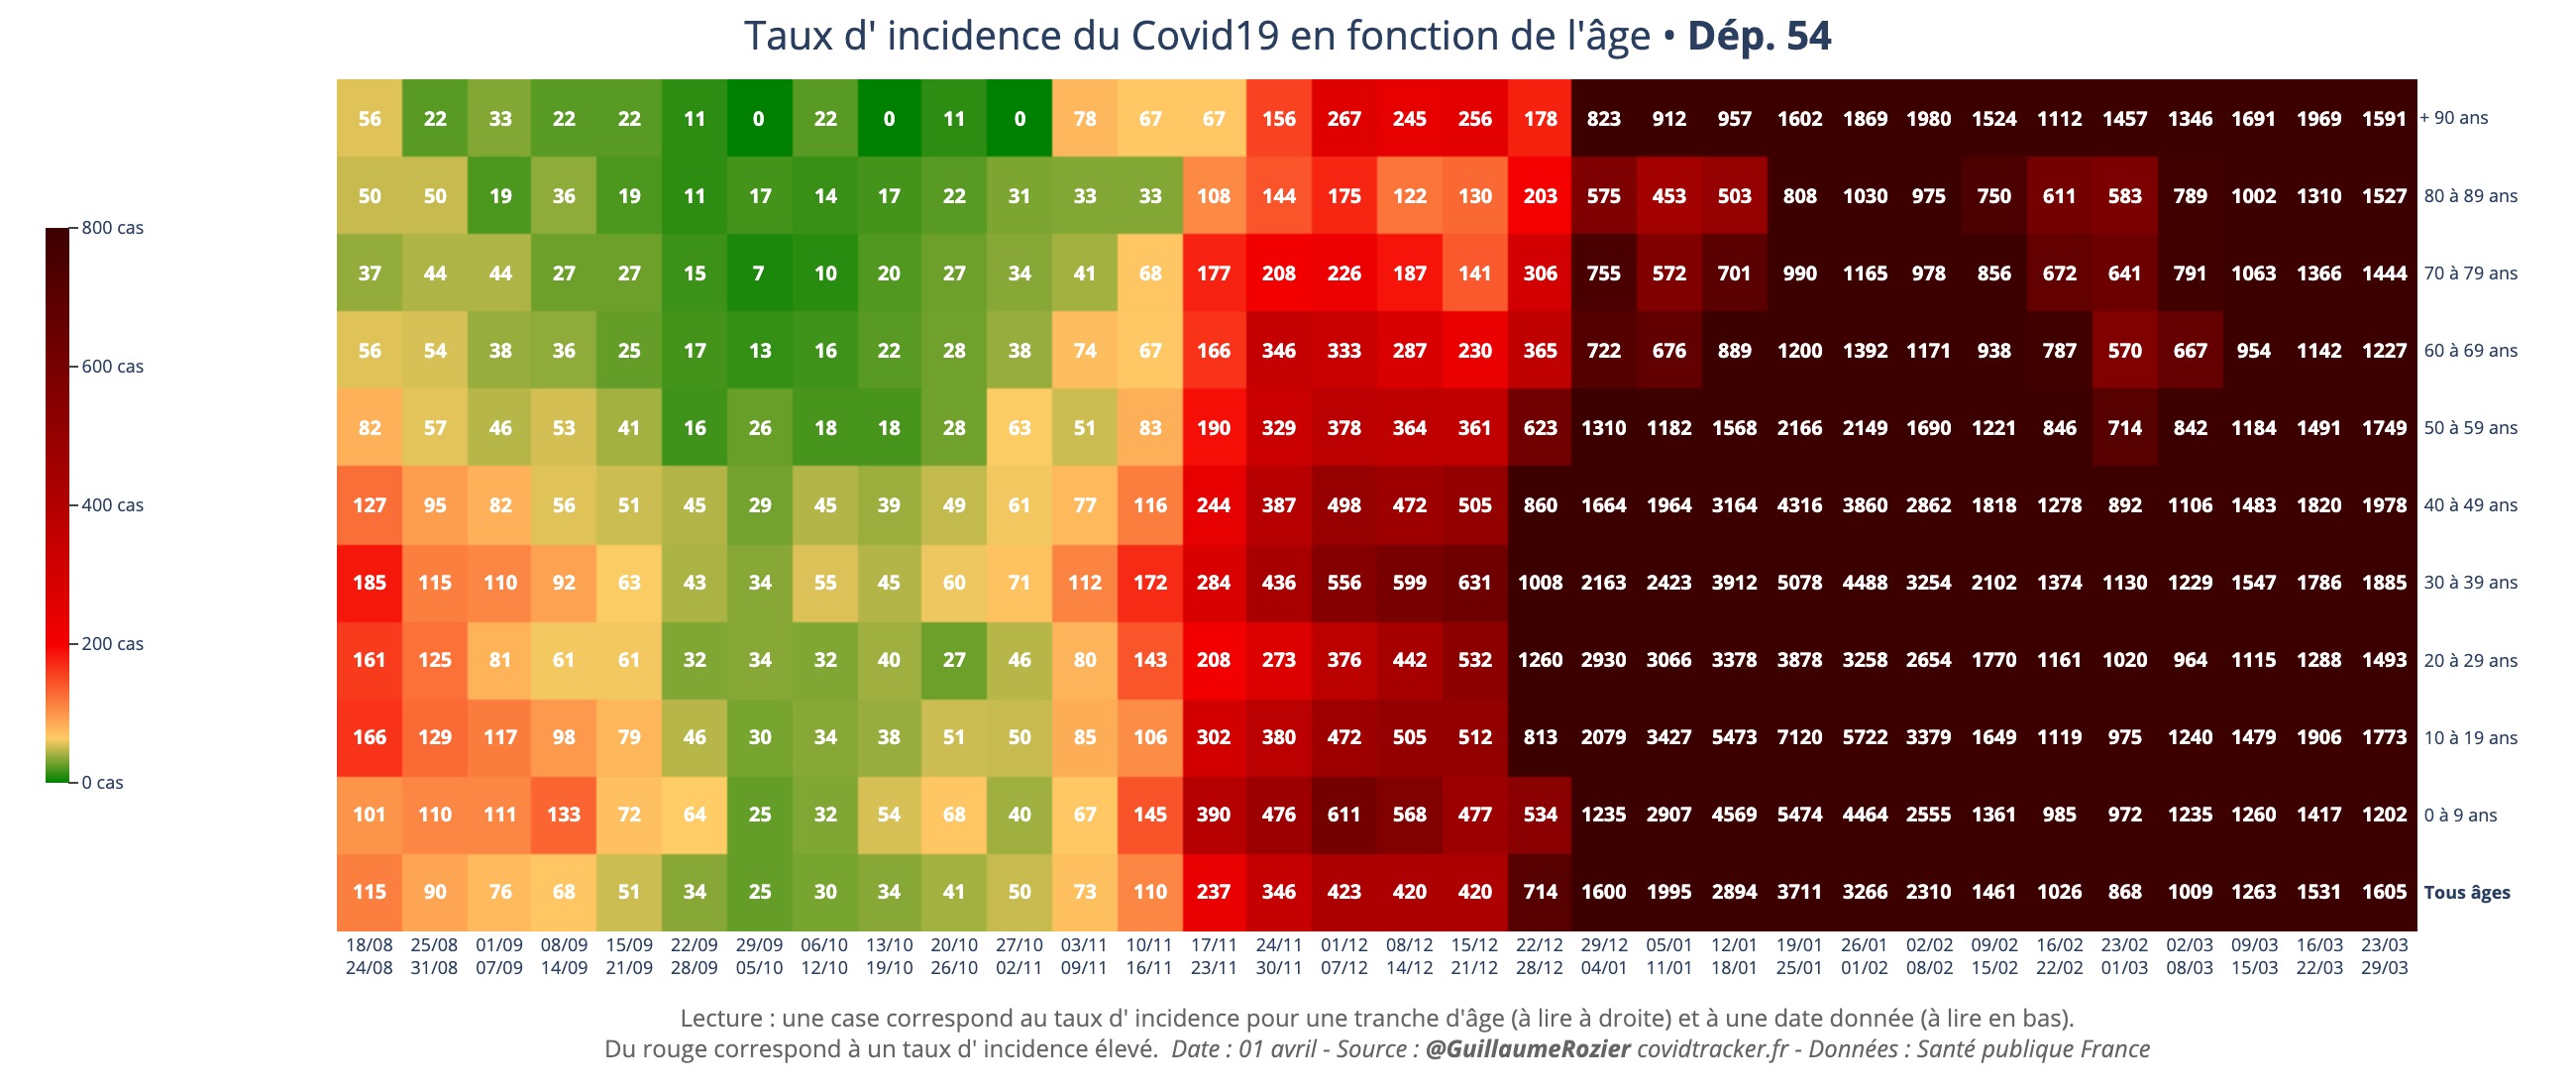 Taux d' incidence du Covid19 en fonction de l'âge • Dép. 54
800 cas
600 cas
400 cas
200 cas
0 cas
56 22 33 22 22 11 0 22 0 11 0 78 67 67 156 267 245 256 178 823 912 957 1602 1869 1980 1524 1112 1457 1346 1691 1969 1591 + 90 ans
50 50 19 36 19 11 17 14 17 22 31 33 33 108 144 175 122 130 203 575 453 503 808 1030 975 750 611 583 789 1002 1310 1527 80 à 89 ans
37 44 44 27 27 15 7 10 20 27 34 41 68 177 208 226 187 141 306 755 572 701 990 1165 978 856 672 641 791 1063 1366 1444 70 à 79 ans
56 54 38 36 25 17 13 16 22 28 38 74 67 166 346 333 287 230 365 722 676 889 1200 1392 1171 938 787 570 667 954 1142 1227 60 à 69 ans
82 57 46 53 41 16 26 18 18 28 63 51 83 190 329 378 364 361 623 1310 1182 1568 2166 2149 1690 1221 846 714 842 1184 1491 1749 50 à 59 ans
127 95 82 56 51 45 29 45 39 49 61 77 116 244 387 498 472 505 860 1664 1964 3164 4316 3860 2862 1818 1278 892 1106 1483 1820 1978 40 à 49 ans
185 115 110 92 63 43 34 55 45 60 71 112 172 284 436 556 599 631 1008 2163 2423 3912 5078 4488 3254 2102 1374 1130 1229 1547 1786 1885 30 à 39 ans
161 125 81 61 61 32 34 32 40 27 46 80 143 208 273 376 442 532 1260 2930 3066 3378 3878 3258 2654 1770 1161 1020 964 1115 1288 1493 20 à 29 ans
166 129 117 98 79 46 30 34 38 51 50 85 106 302 380 472 505 512 813 2079 3427 5473 7120 5722 3379 1649 1119 975 1240 1479 1906 1773 10 à 19 ans
101 110 111 133 72 64 25 32 54 68 40 67 145 390 476 611 568 477 534 1235 2907 4569 5474 4464 2555 1361 985 972 1235 1260 1417 1202 0 à 9 ans
115 90 76 68 51 34 25 30 34 41 50 73 110 237 346 423 420 420 714 1600 1995 2894 3711 3266 2310 1461 1026 868 1009 1263 1531 1605 Tous âges
18/08 25/08 01/09 08/09 15/09 22/09 29/09 06/10 13/10 20/10 27/10 03/11 10/11 17/11 24/11 01/12 08/12 15/12 22/12 29/12 05/01 12/01 19/01 26/01 02/02 09/02 16/02 23/02 02/03 09/03 16/03 23/03
24/08 31/08 07/09 14/09 21/09 28/09 05/10 12/10 19/10 26/10 02/11 09/11 16/11 23/11 30/11 07/12 14/12 21/12 28/12 04/01 11/01 18/01 25/01 01/02 08/02 15/02 22/02 01/03 08/03 15/03 22/03 29/03
Lecture : une case correspond au taux d' incidence pour une tranche d'âge (à lire à droite) et à une date donnée (à lire en bas).
Du rouge correspond à un taux d' incidence élevé. Date : 01 avril - Source : @GuillaumeRozier covidtracker.fr - Données : Santé publique France